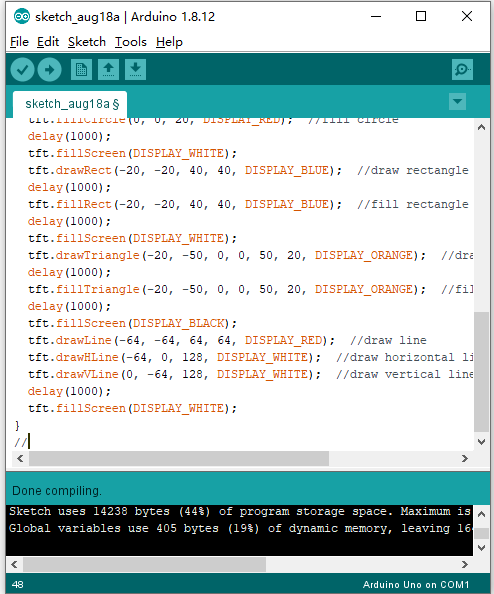 sketch_aug18a | Arduino 1.8.12
File Edit Sketch Tools Help
sketch_aug18a §
tft.fillCircle(0, 0, 20, DISPLAY_RED);  //fill circle
delay(1000);
tft.fillScreen(DISPLAY_WHITE);
tft.drawRect(-20, -20, 40, 40, DISPLAY_BLUE);  //draw rectangle
delay(1000);
tft.fillRect(-20, -20, 40, 40, DISPLAY_BLUE);  //fill rectangle
delay(1000);
tft.fillScreen(DISPLAY_WHITE);
tft.drawTriangle(-20, -50, 0, 0, 50, 20, DISPLAY_ORANGE);  //dra
delay(1000);
tft.fillTriangle(-20, -50, 0, 0, 50, 20, DISPLAY_ORANGE);  //fil
delay(1000);
tft.fillScreen(DISPLAY_BLACK);
tft.drawLine(-64, -64, 64, 64, DISPLAY_RED);  //draw line
tft.drawHLine(-64, 0, 128, DISPLAY_WHITE);  //draw horizontal li
tft.drawVLine(0, -64, 128, DISPLAY_WHITE);  //draw vertical line
delay(1000);
tft.fillScreen(DISPLAY_WHITE);
}
//
Done compiling.
Sketch uses 14238 bytes (44%) of program storage space. Maximum is
Global variables use 405 bytes (19%) of dynamic memory, leaving 16
48
Arduino Uno on COM1